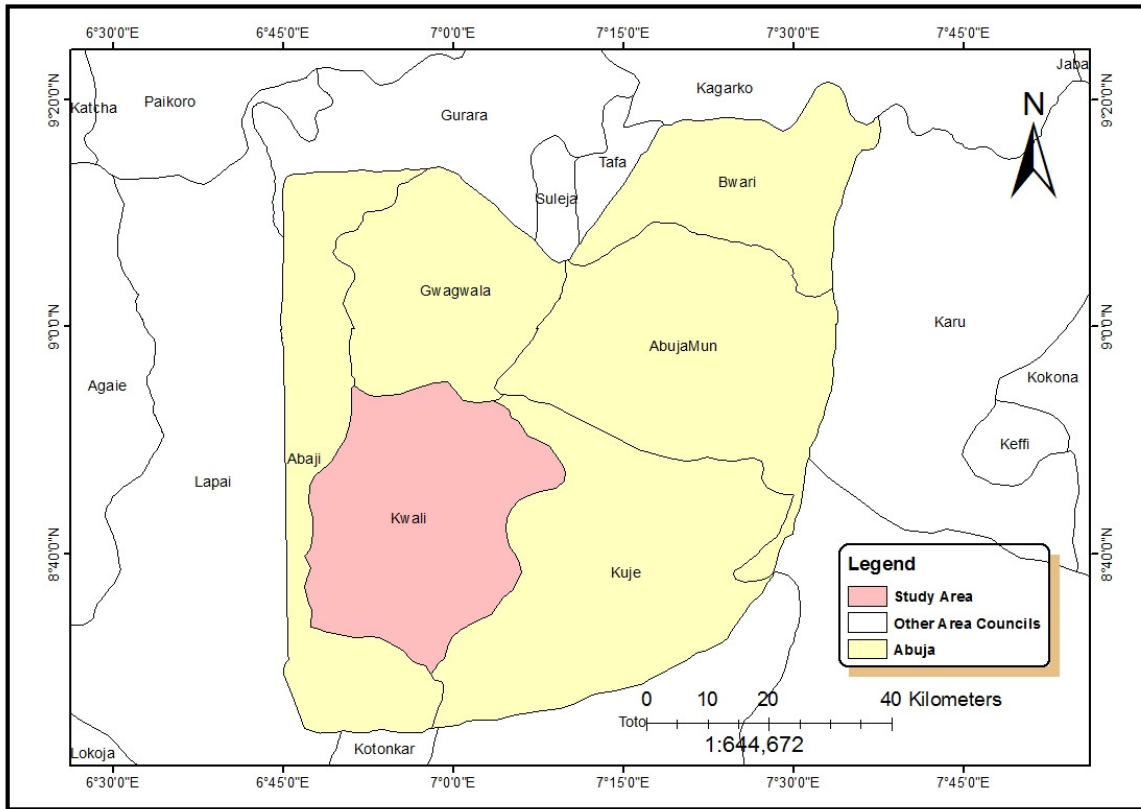 6°30'0"E
6°45'0"E
7°0'0"E
7°15'0"E
7°30'0"E
7°45'0"E
Jaba
Katcha
Paikoro
Kagarko
9°20'0"N
9°20'0"N
N
Gurara
Tafa
Bwari
Suleja
Gwagwala
Karu
9°0'0"N
9°0'0"N
AbujaMun
Kokona
Agaie
Keffi
Abaji
Lapai
Kwali
8°40'0"N
8°40'0"N
Kuje
Legend
Study Area
Other Area Councils
Abuja
0 10 20 40 Kilometers
Toto
1:644,672
Lokoja
Kotonkar
6°30'0"E
6°45'0"E
7°0'0"E
7°15'0"E
7°30'0"E
7°45'0"E